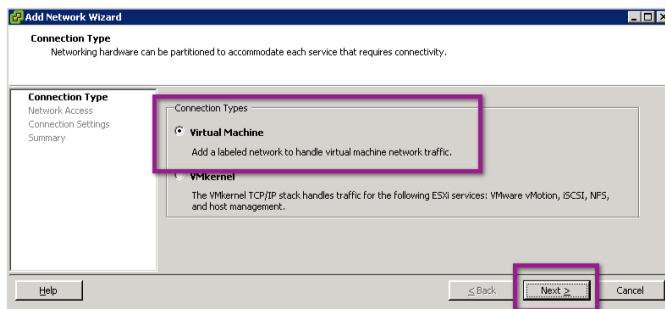 Add Network Wizard
Connection Type
Networking hardware can be partitioned to accommodate each service that requires connectivity.
Connection Type
Network Access
Connection Settings
Summary
Connection Types
Virtual Machine
Add a labeled network to handle virtual machine network traffic.
VMkernel
The VMkernel TCP/IP stack handles traffic for the following ESXi services: VMware vMotion, iSCSI, NFS,
and host management.
Help
≤ Back
Next ≥
Cancel